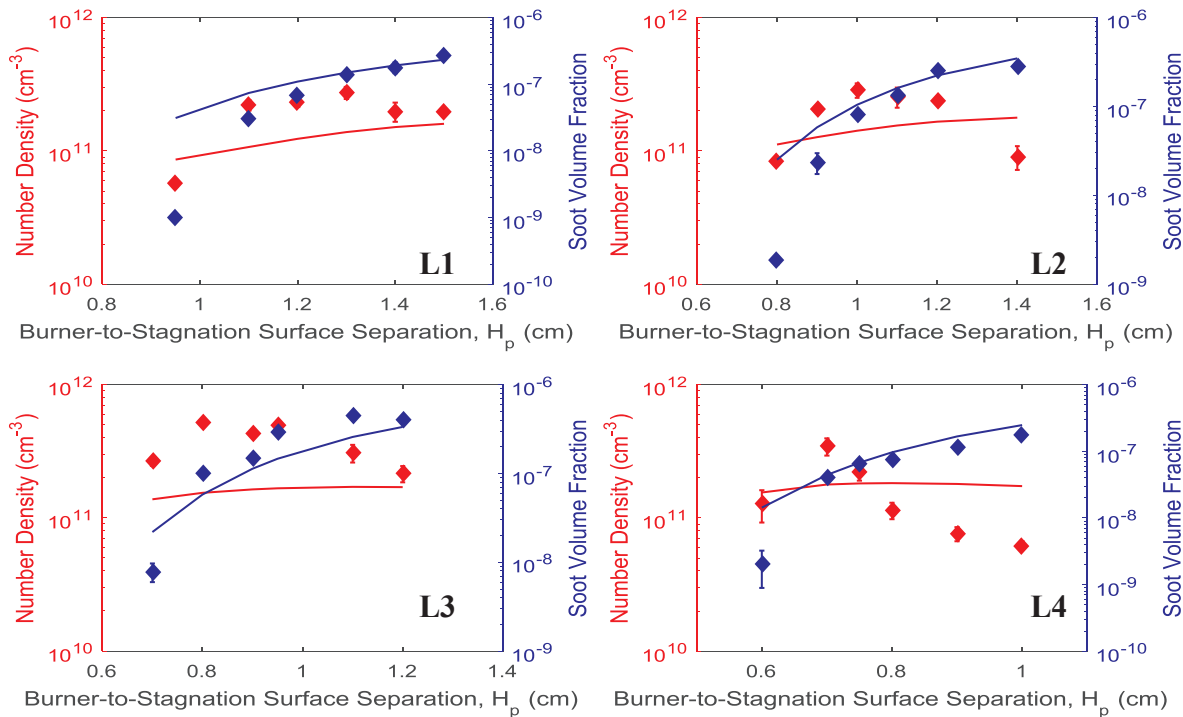 10^12
10^11
10^10
Number Density (cm^-3)
10^-6
10^-7
10^-8
10^-9
10^-10
Soot Volume Fraction
L1
0.8 1 1.2 1.4 1.6
Burner-to-Stagnation Surface Separation, H_p (cm)
10^12
10^11
10^10
Number Density (cm^-3)
10^-6
10^-7
10^-8
10^-9
Soot Volume Fraction
L2
0.6 0.8 1 1.2 1.4 1.6
Burner-to-Stagnation Surface Separation, H_p (cm)
10^12
10^11
10^10
Number Density (cm^-3)
10^-6
10^-7
10^-8
10^-9
Soot Volume Fraction
L3
0.6 0.8 1 1.2 1.4
Burner-to-Stagnation Surface Separation, H_p (cm)
10^12
10^11
10^10
Number Density (cm^-3)
10^-6
10^-7
10^-8
10^-9
10^-10
Soot Volume Fraction
L4
0.6 0.8 1
Burner-to-Stagnation Surface Separation, H_p (cm)